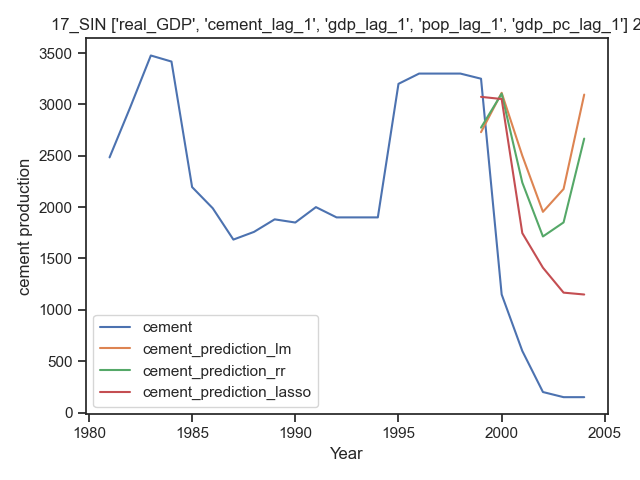 17_SIN ['real_GDP', 'cement_lag_1', 'gdp_lag_1', 'pop_lag_1', 'gdp_pc_lag_1'] 2
3500
3000
2500
2000
1500
1000
500
0
cement production
cement
cement_prediction_lm
cement_prediction_rr
cement_prediction_lasso
1980 1985 1990 1995 2000 2005
Year